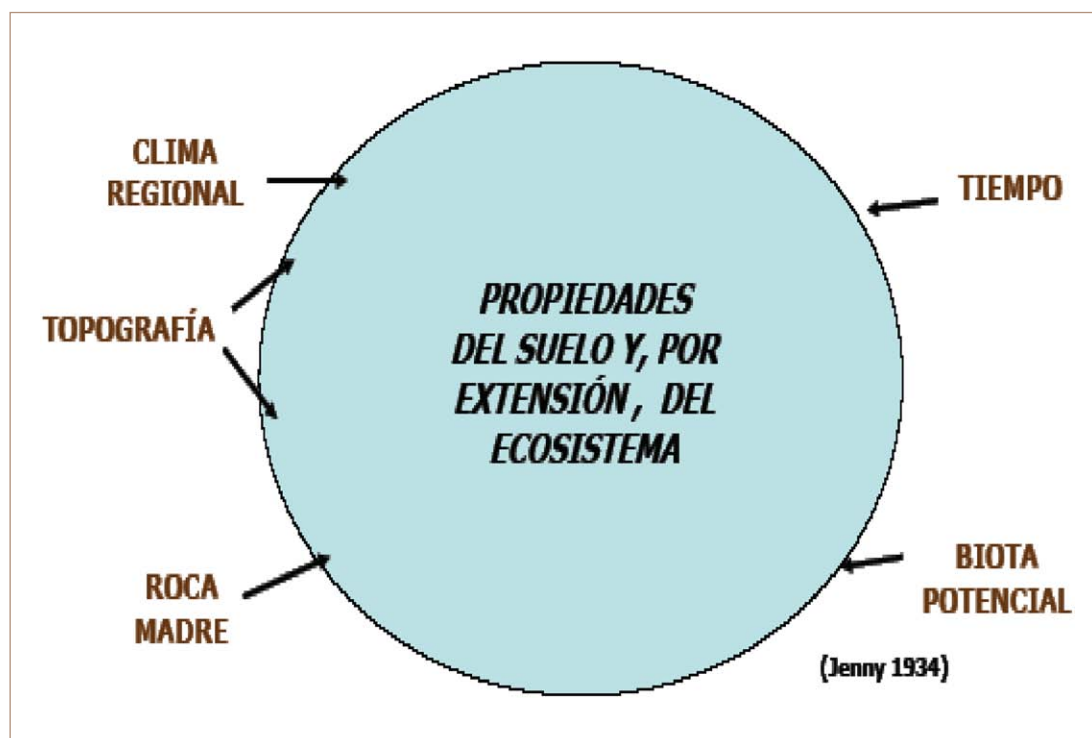 CLIMA
REGIONAL
TIEMPO
TOPOGRAFÍA
PROPIEDADES
DEL SUELO Y, POR
EXTENSIÓN , DEL
ECOSISTEMA
ROCA
MADRE
BIOTA
POTENCIAL
(Jenny 1934)